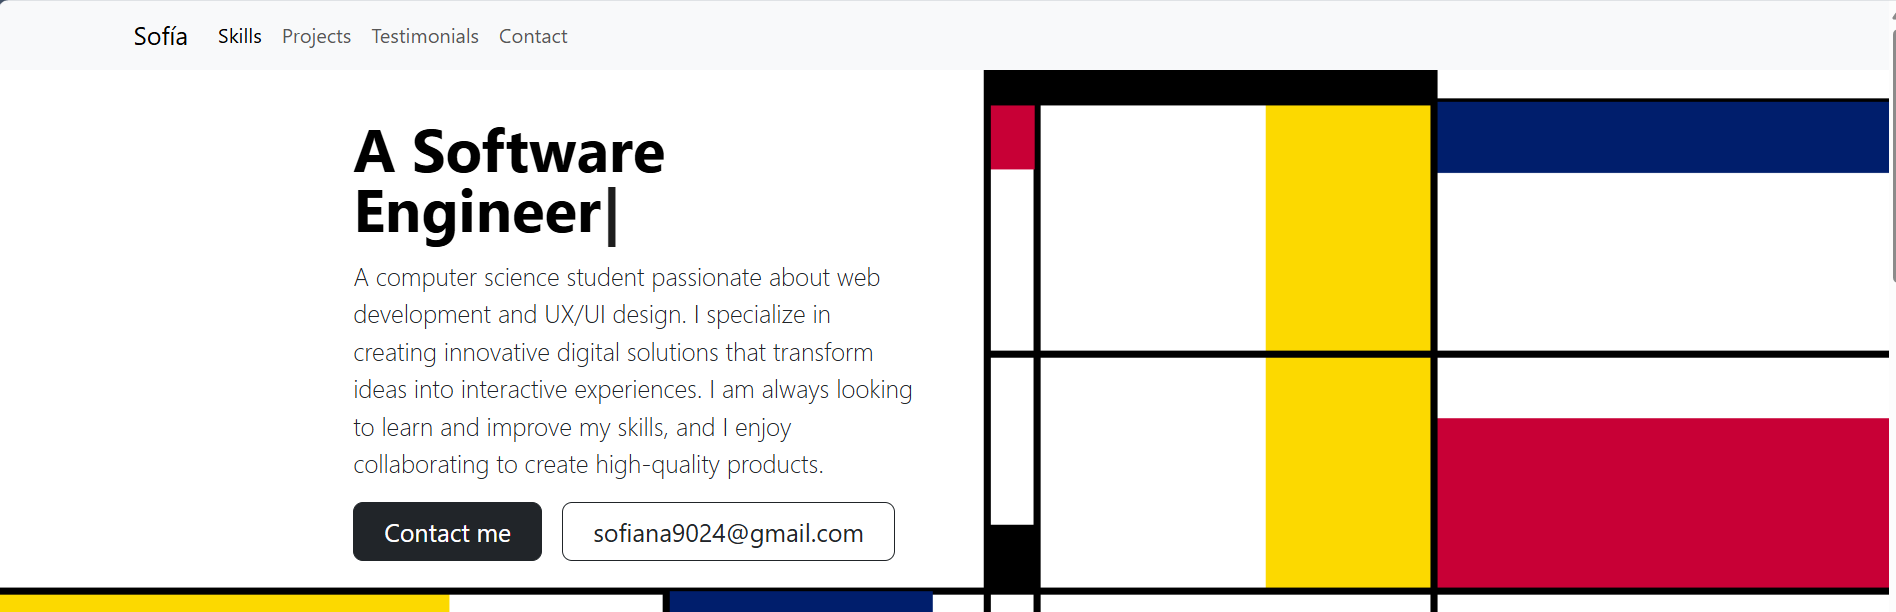 Sofía Skills Projects Testimonials Contact
A Software
Engineer|
A computer science student passionate about web
development and UX/UI design. I specialize in
creating innovative digital solutions that transform
ideas into interactive experiences. I am always looking
to learn and improve my skills, and I enjoy
collaborating to create high-quality products.
Contact me sofiana9024@gmail.com